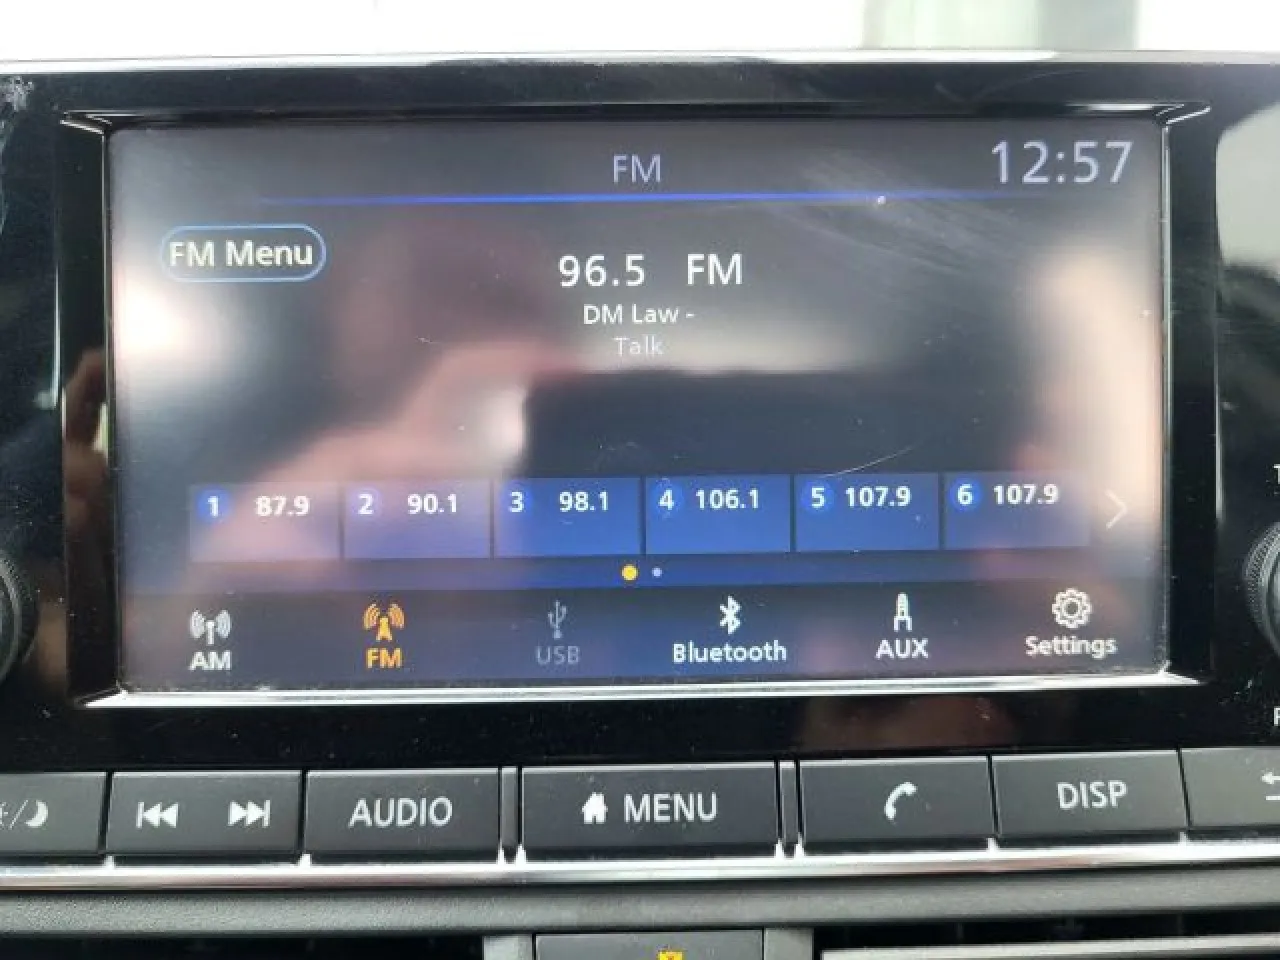 FM
12:57
FM Menu
96.5 FM
DM Law -
Talk
1 87.9
2 90.1
3 98.1
4 106.1
5 107.9
6 107.9
AM
FM
USB
Bluetooth
AUX
Settings
AUDIO
MENU
DISP